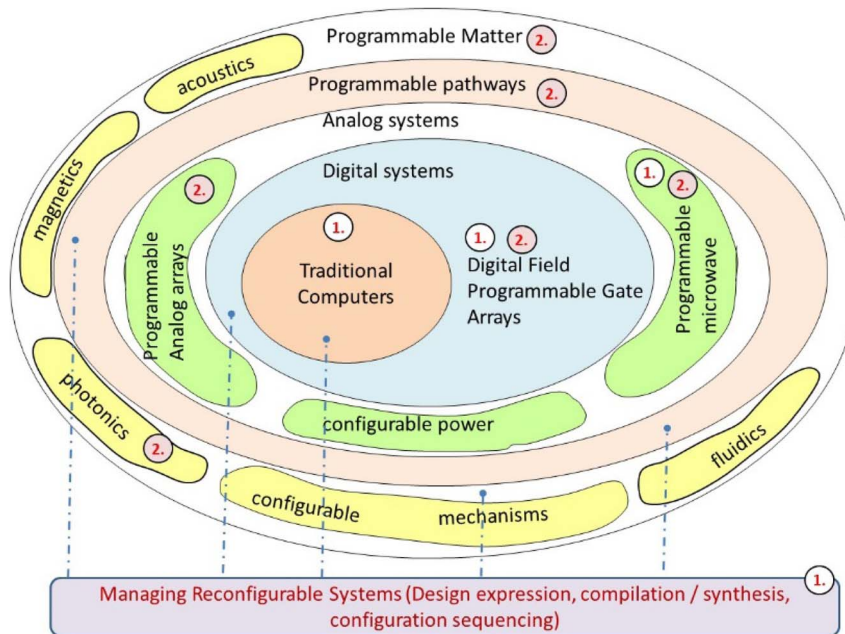 Programmable Matter 2.
acoustics
Programmable pathways 2.
Analog systems
magnetics
2.
Digital systems
1. 2.
1.
Traditional
Computers
1. 2.
Digital Field
Programmable Gate
Arrays
Programmable
Analog arrays
Programmable
microwave
configurable power
photonics
2.
fluidics
configurable mechanisms
1.
Managing Reconfigurable Systems (Design expression, compilation / synthesis,
configuration sequencing)